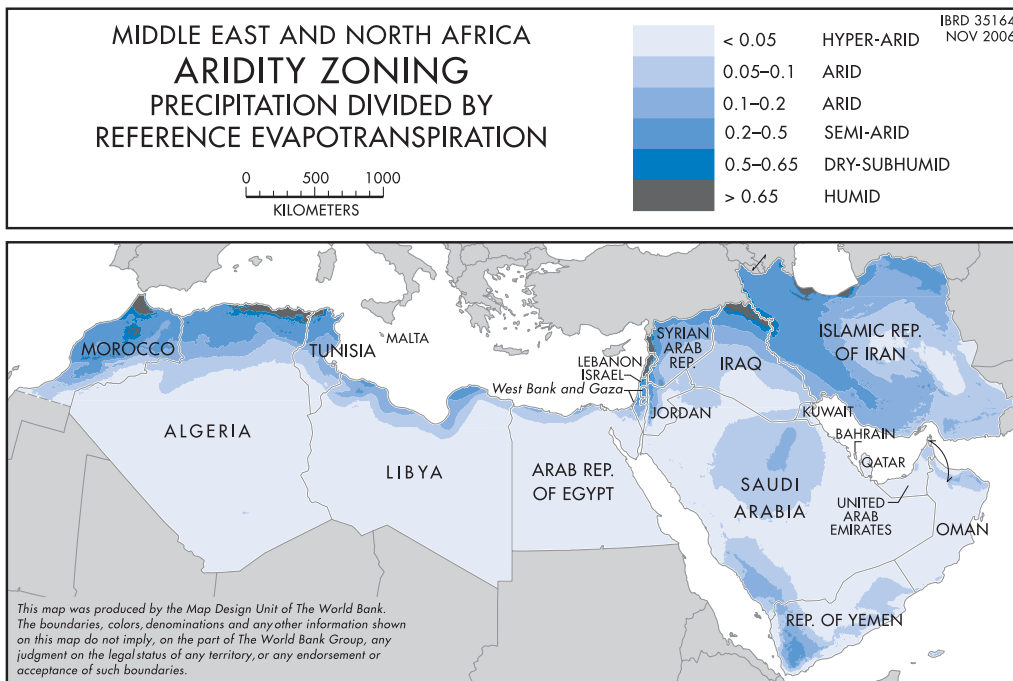 MIDDLE EAST AND NORTH AFRICA
ARIDITY ZONING
PRECIPITATION DIVIDED BY
REFERENCE EVAPOTRANSPIRATION
0 500 1000
KILOMETERS
IBRD 35164
NOV 2006
< 0.05 HYPER-ARID
0.05–0.1 ARID
0.1–0.2 ARID
0.2–0.5 SEMI-ARID
0.5–0.65 DRY-SUBHUMID
> 0.65 HUMID
MOROCCO
TUNISIA
MALTA
ALGERIA
LIBYA
ARAB REP.
OF EGYPT
LEBANON
ISRAEL
West Bank and Gaza
SYRIAN
ARAB
REP.
JORDAN
IRAQ
ISLAMIC REP.
OF IRAN
KUWAIT
BAHRAIN
QATAR
SAUDI
ARABIA
UNITED
ARAB
EMIRATES
OMAN
REP. OF YEMEN
This map was produced by the Map Design Unit of The World Bank.
The boundaries, colors, denominations and any other information shown
on this map do not imply, on the part of The World Bank Group, any
judgment on the legal status of any territory, or any endorsement or
acceptance of such boundaries.